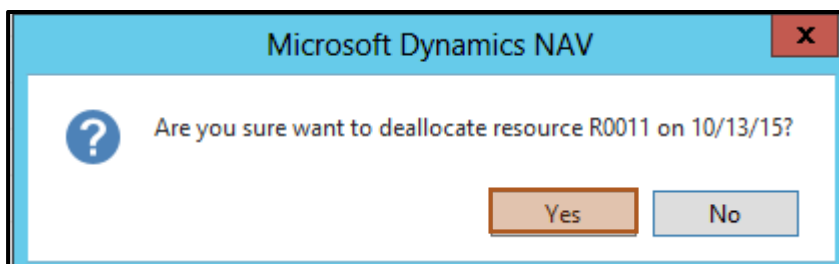 Microsoft Dynamics NAV
x
Are you sure want to deallocate resource R0011 on 10/13/15?
Yes No